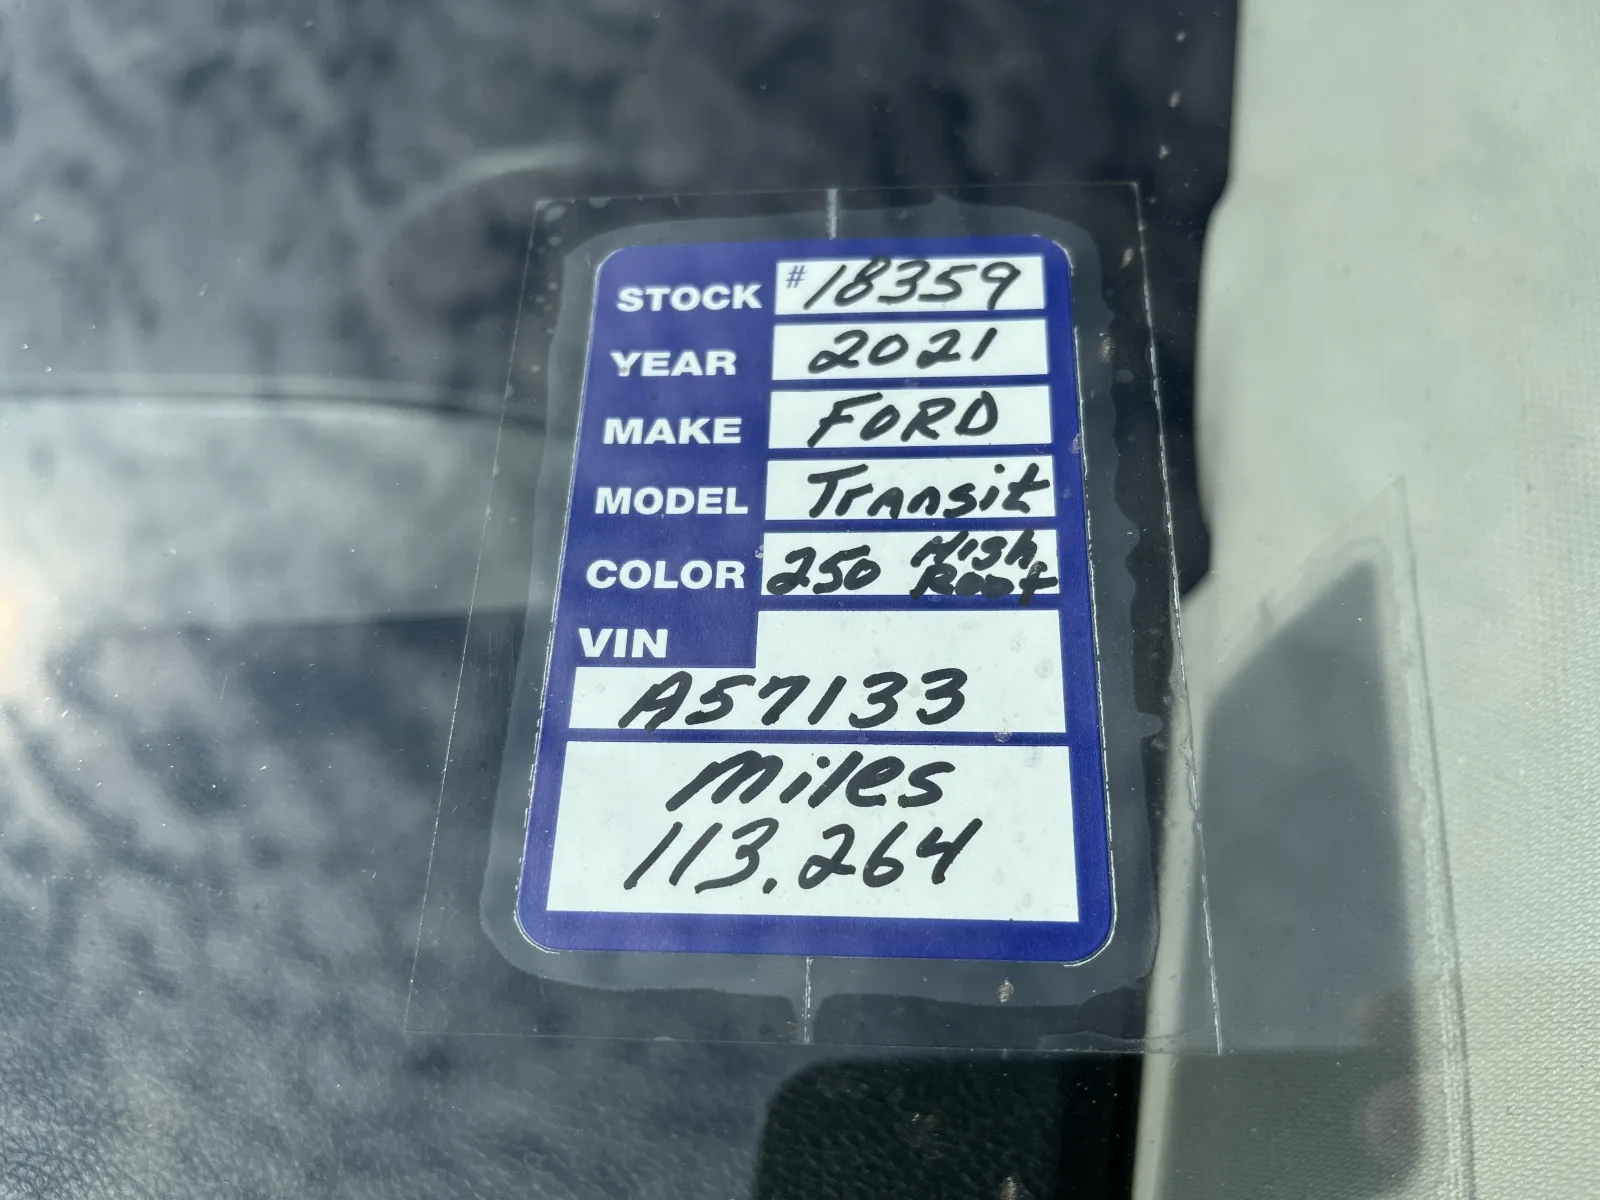 STOCK # 18359
YEAR 2021
MAKE FORD
MODEL Transit
COLOR 250 High Roof
VIN
A57133
Miles
113.264